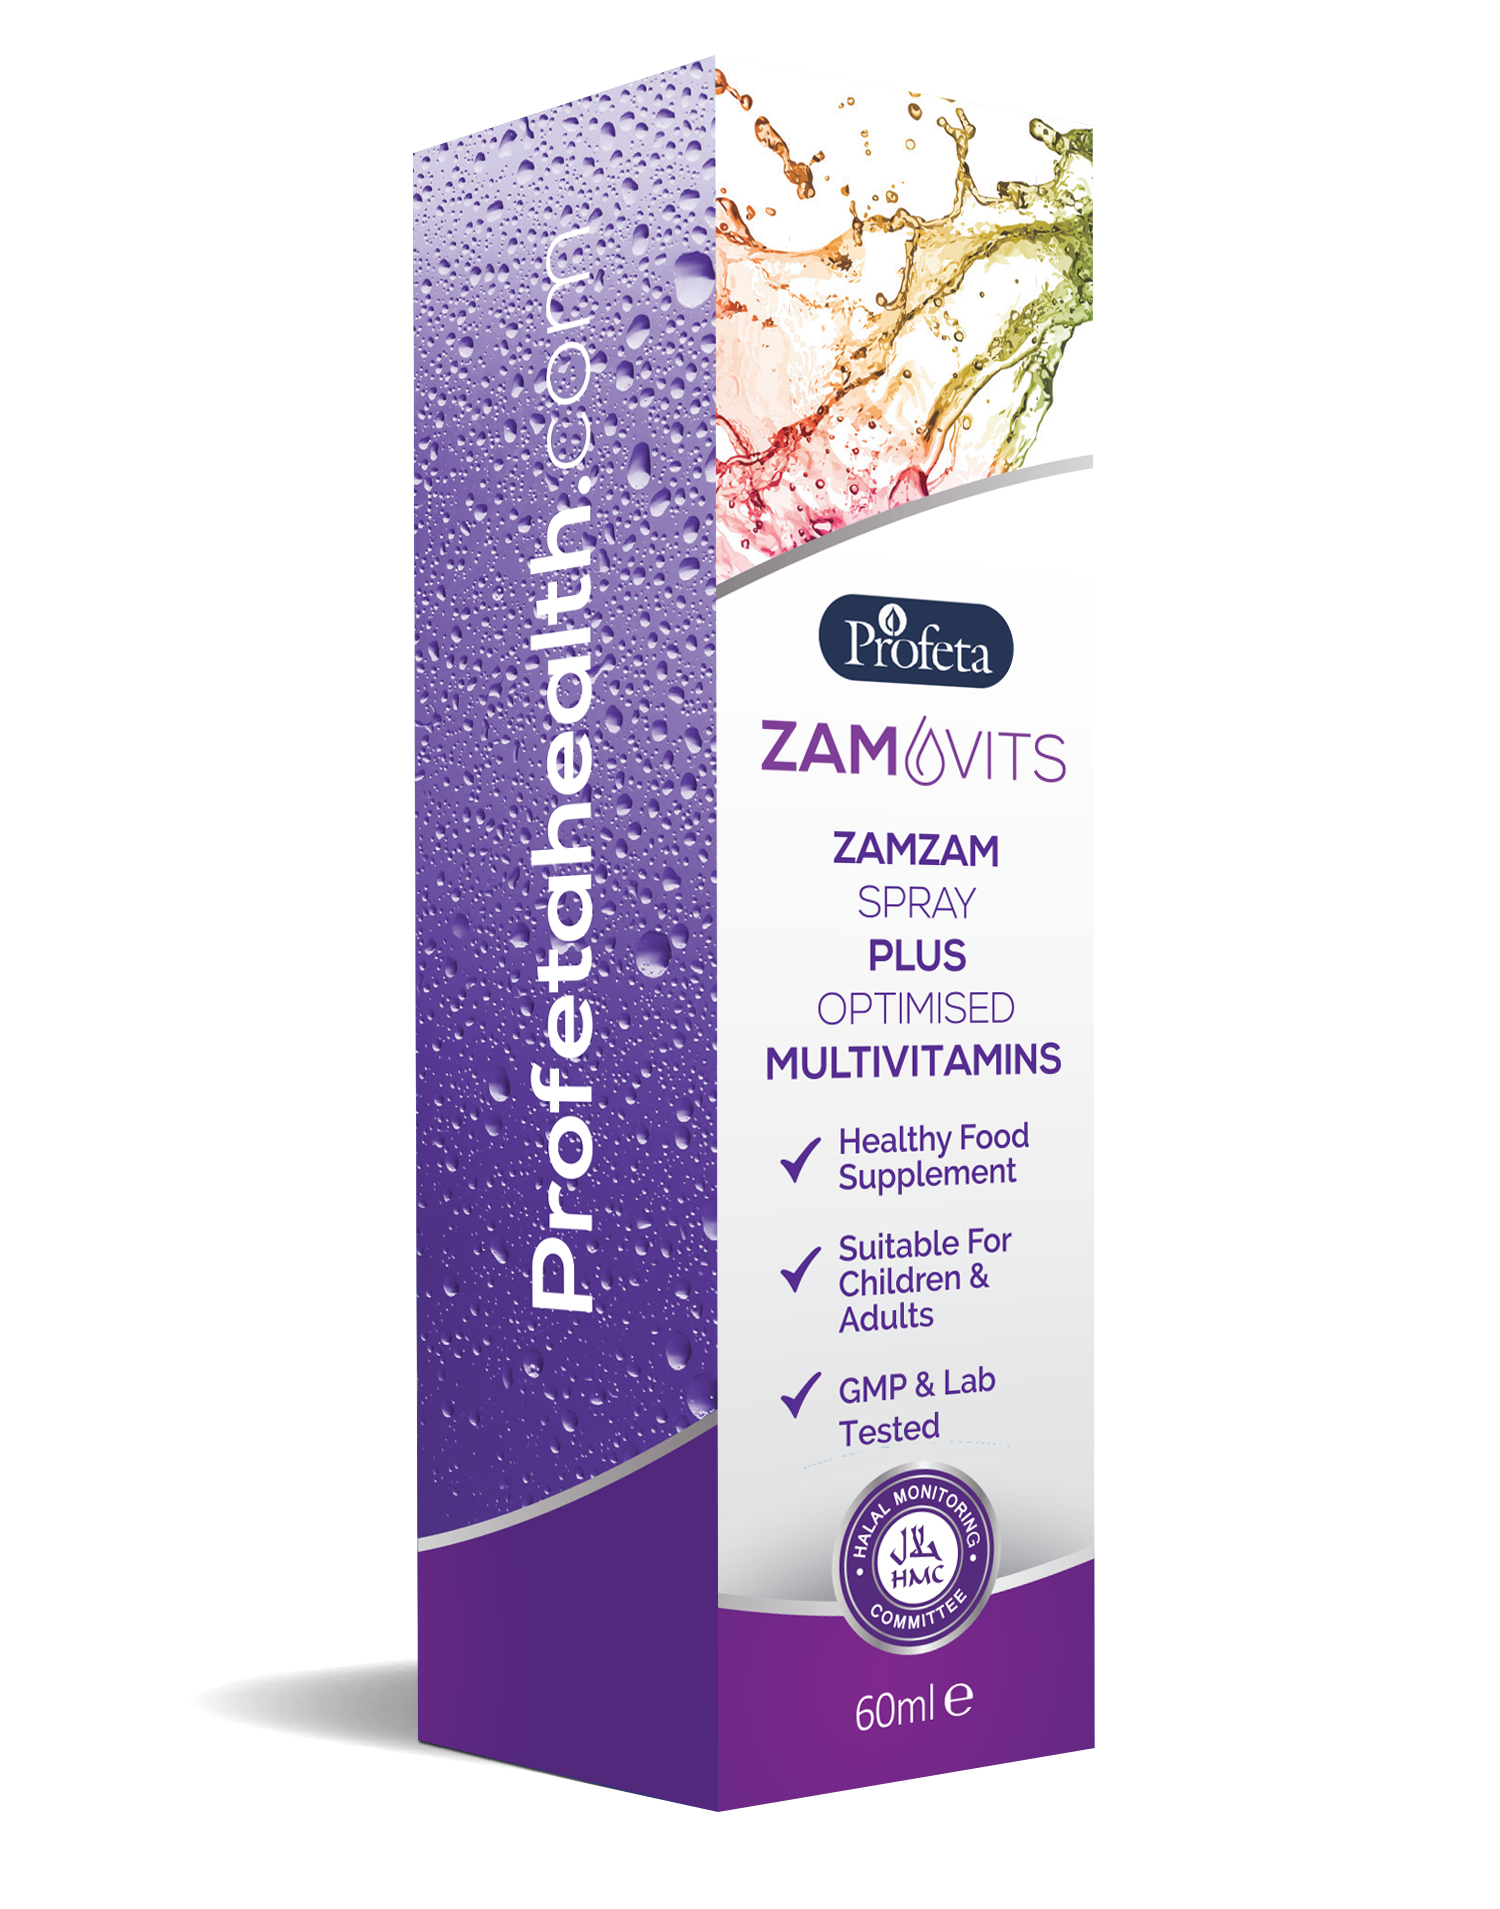 Profetahealth.com
Profeta
ZAMVITS
ZAMZAM
SPRAY
PLUS
OPTIMISED
MULTIVITAMINS
Healthy Food
Supplement
Suitable For
Children &
Adults
GMP & Lab
Tested
HALAL MONITORING
حلال
HMC
COMMITTEE
60ml ℮